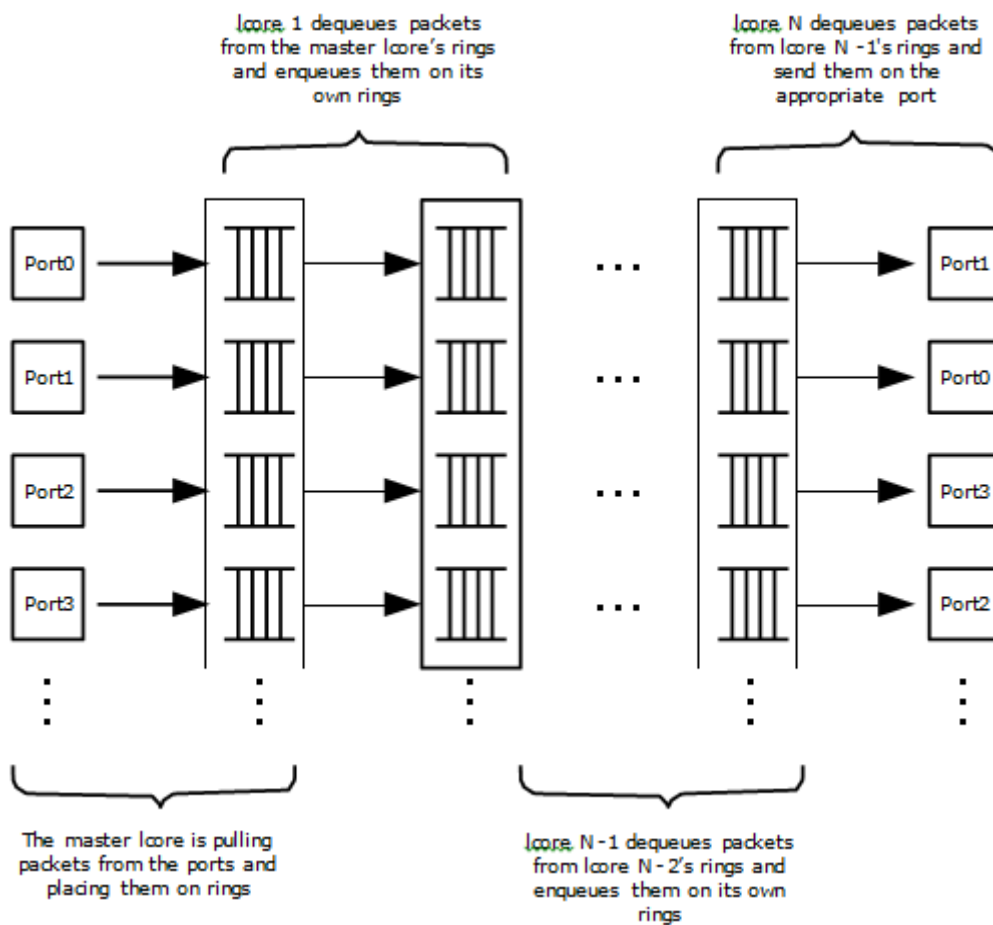 lcore 1 dequeues packets
from the master lcore's rings
and enqueues them on its
own rings
lcore N dequeues packets
from lcore N-1's rings and
send them on the
appropriate port
Port0
Port1
Port1
Port0
Port2
Port3
Port3
Port2
The master lcore is pulling
packets from the ports and
placing them on rings
lcore N-1 dequeues packets
from lcore N-2's rings and
enqueues them on its own
rings